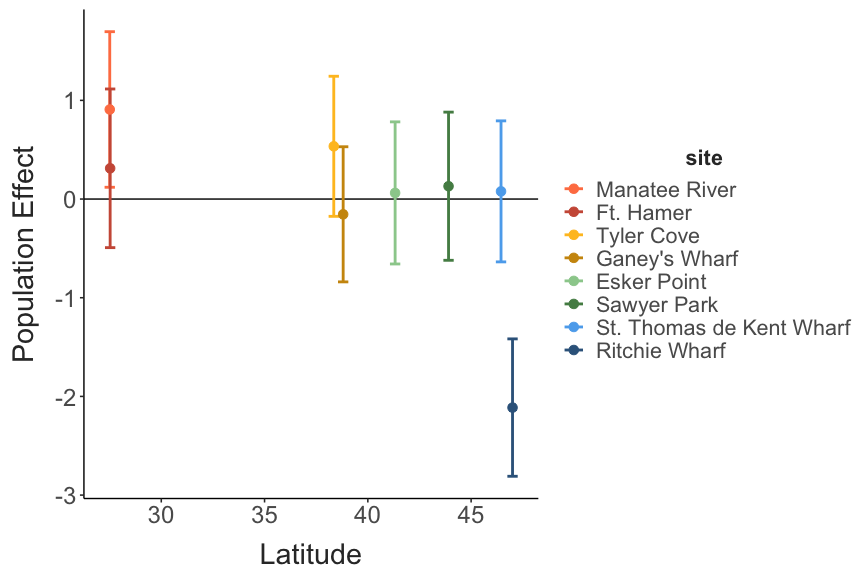 Population Effect
1
0
-1
-2
-3
30 35 40 45
Latitude
site
Manatee River
Ft. Hamer
Tyler Cove
Ganey's Wharf
Esker Point
Sawyer Park
St. Thomas de Kent Wharf
Ritchie Wharf